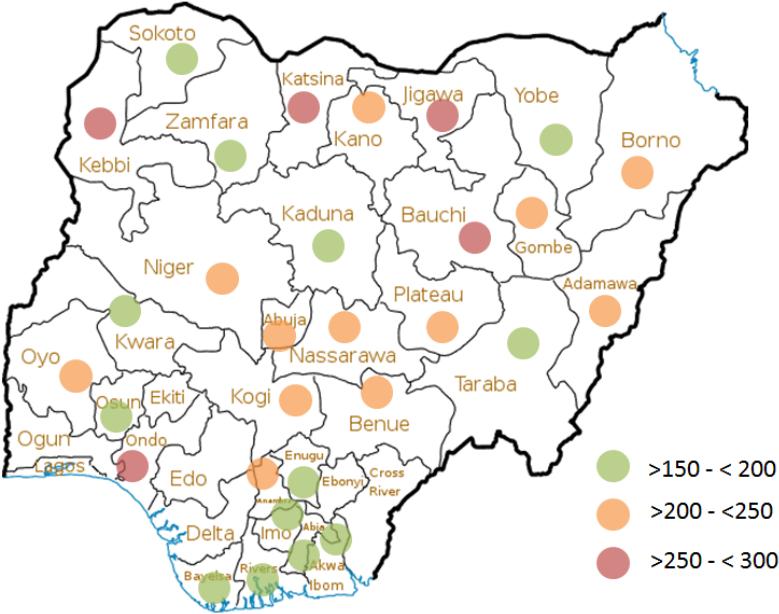 Sokoto
Katsina
Jigawa
Yobe
Zamfara
Kano
Borno
Kebbi
Kaduna
Bauchi
Gombe
Niger
Plateau
Adamawa
Abuja
Kwara
Nassarawa
Oyo
Taraba
Osun
Ekiti
Kogi
Benue
Ogun
Ondo
Lagos
Edo
Enugu
Ebonyi
Cross
River
>150 - < 200
Anambra
>200 - <250
Delta
Imo
Abia
>250 - < 300
Bayelsa
Rivers
Akwa
Ibom